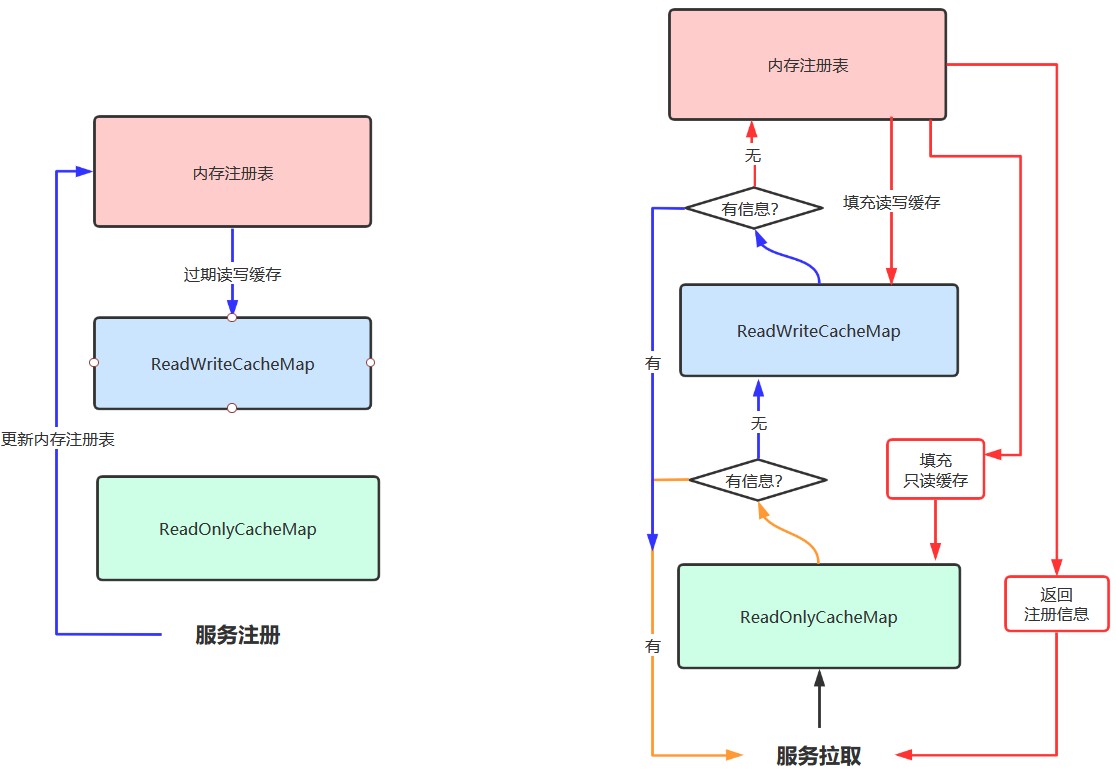 内存注册表
过期读写缓存
ReadWriteCacheMap
更新内存注册表
ReadOnlyCacheMap
服务注册
内存注册表
无
有信息?
填充读写缓存
ReadWriteCacheMap
有
无
有信息?
填充
只读缓存
返回
注册信息
ReadOnlyCacheMap
有
服务拉取